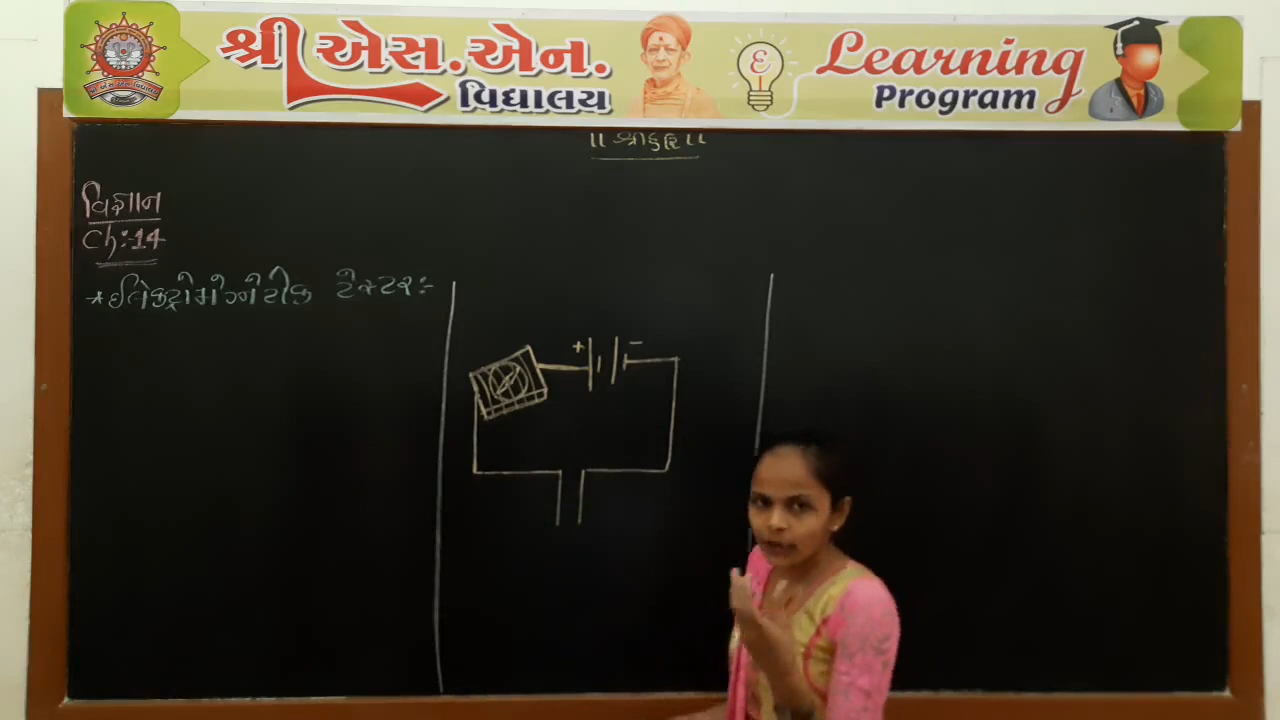 શ્રી એસ.એન.
વિદ્યાલય
Learning
Program
વિજ્ઞાન
Ch:-14
* ઈલેક્ટ્રોમેગ્નેટીક ટેસ્ટર :-
+ -